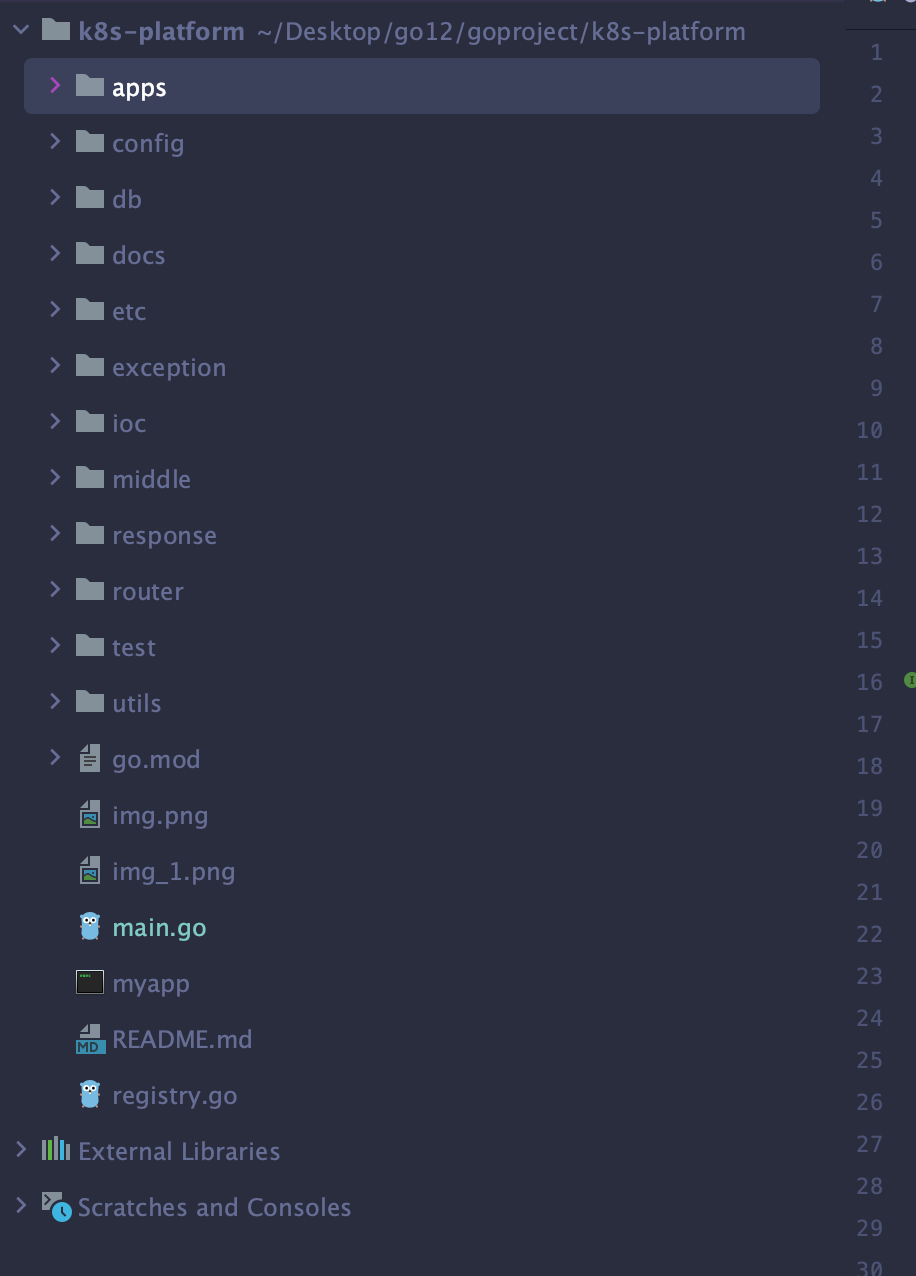 k8s-platform ~/Desktop/go12/goproject/k8s-platform
apps
config
db
docs
etc
exception
ioc
middle
response
router
test
utils
go.mod
img.png
img_1.png
main.go
myapp
MD README.md
registry.go
External Libraries
Scratches and Consoles
1
2
3
4
5
6
7
8
9
10
11
12
13
14
15
16
17
18
19
20
21
22
23
24
25
26
27
28
29
30